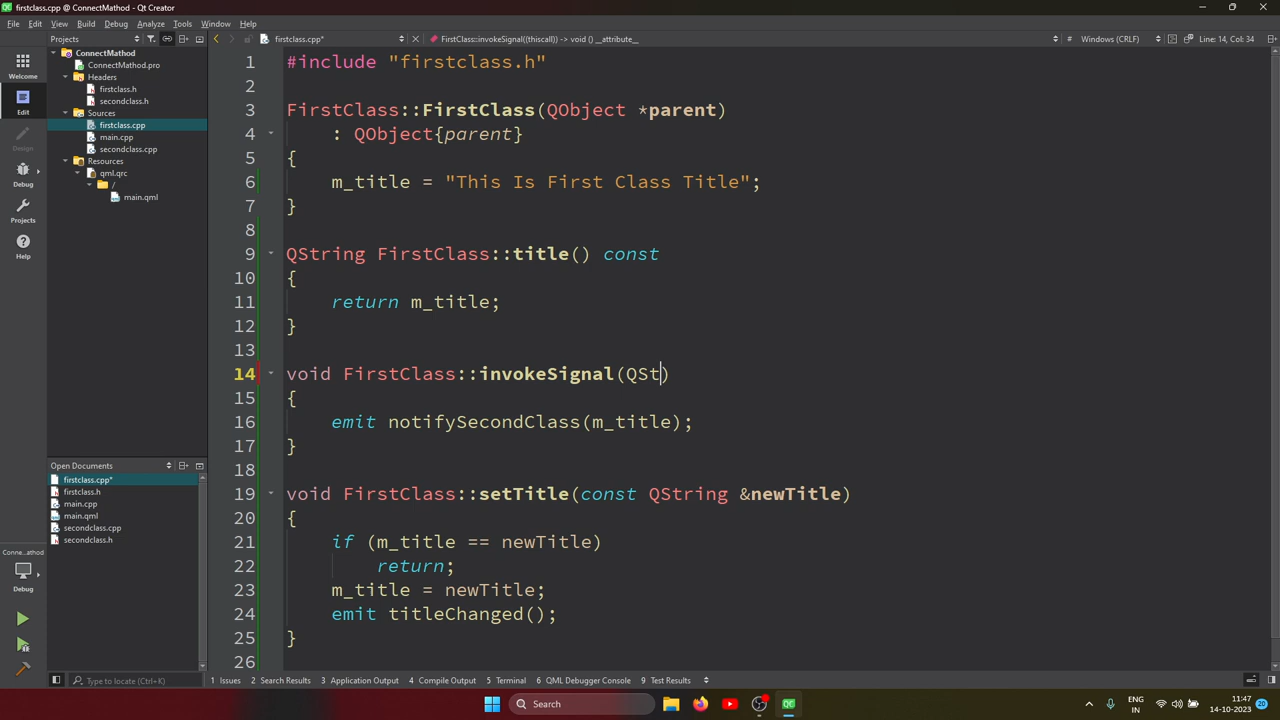 firstclass.cpp @ ConnectMathod - Qt Creator
File Edit View Build Debug Analyze Tools Window Help
Projects
firstclass.cpp*
FirstClass::invokeSignal((thiscall)) -> void () __attribute__
# Windows (CRLF)
Line: 14, Col: 34
Welcome
Edit
Design
Debug
Projects
Help
ConnectMathod
ConnectMathod.pro
Headers
firstclass.h
secondclass.h
Sources
firstclass.cpp
main.cpp
secondclass.cpp
Resources
qml.qrc
/
main.qml
1 #include "firstclass.h"
2
3 FirstClass::FirstClass(QObject *parent)
4 : QObject{parent}
5 {
6 m_title = "This Is First Class Title";
7 }
8
9 QString FirstClass::title() const
10 {
11 return m_title;
12 }
13
14 void FirstClass::invokeSignal(QSt)
15 {
16 emit notifySecondClass(m_title);
17 }
18
19 void FirstClass::setTitle(const QString &newTitle)
20 {
21 if (m_title == newTitle)
22 return;
23 m_title = newTitle;
24 emit titleChanged();
25 }
26
Open Documents
firstclass.cpp*
firstclass.h
main.cpp
main.qml
secondclass.cpp
secondclass.h
Conne...athod
Debug
Type to locate (Ctrl+K)
1 Issues 2 Search Results 3 Application Output 4 Compile Output 5 Terminal 6 QML Debugger Console 9 Test Results
Search
ENG
IN
11:47
14-10-2023
20